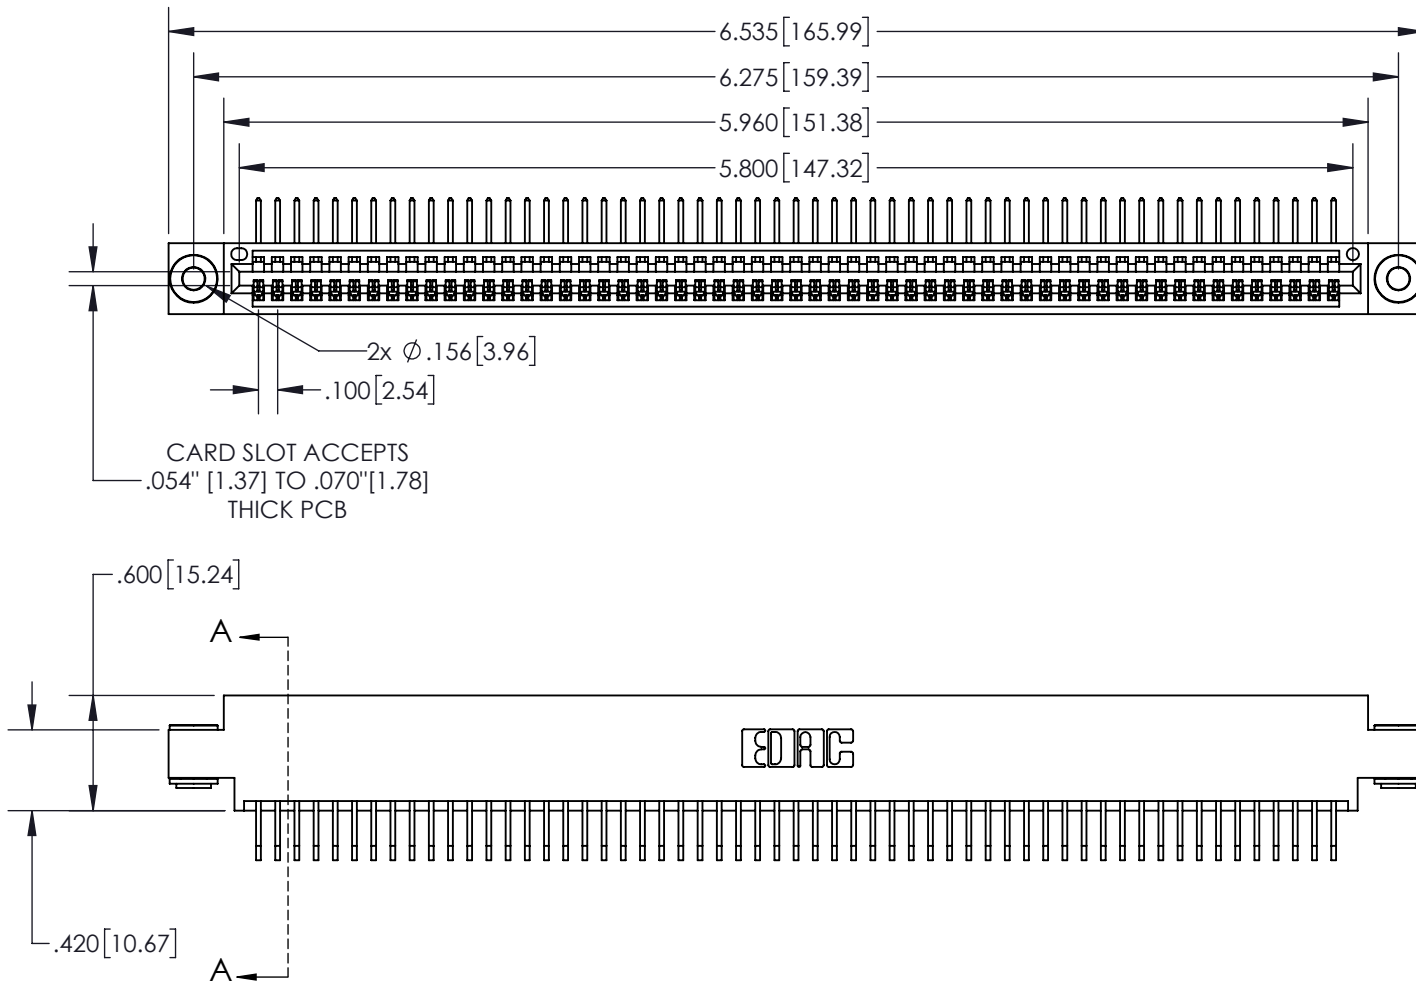 6.535[165.99]
6.275[159.39]
5.960[151.38]
5.800[147.32]
2x Ø.156[3.96]
.100[2.54]
CARD SLOT ACCEPTS
.054" [1.37] TO .070"[1.78]
THICK PCB
.600[15.24]
A
EDAC
.420[10.67]
A